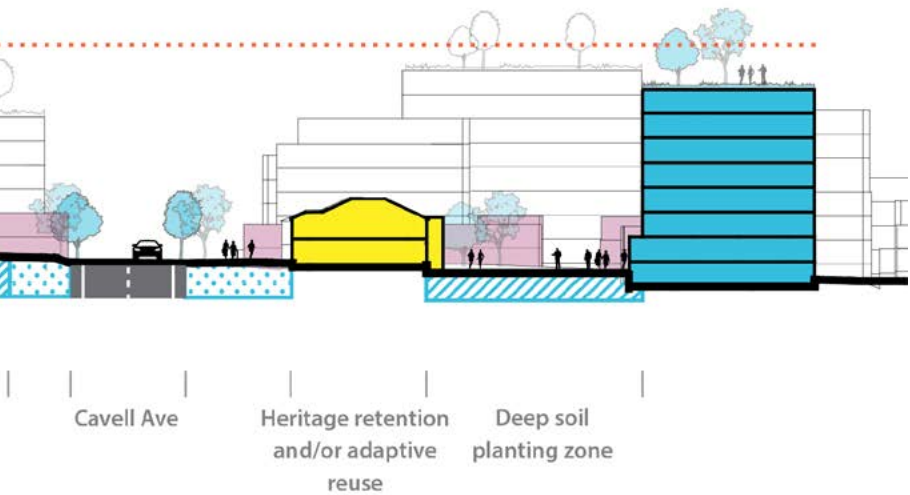 Cavell Ave
Heritage retention
and/or adaptive
reuse
Deep soil
planting zone